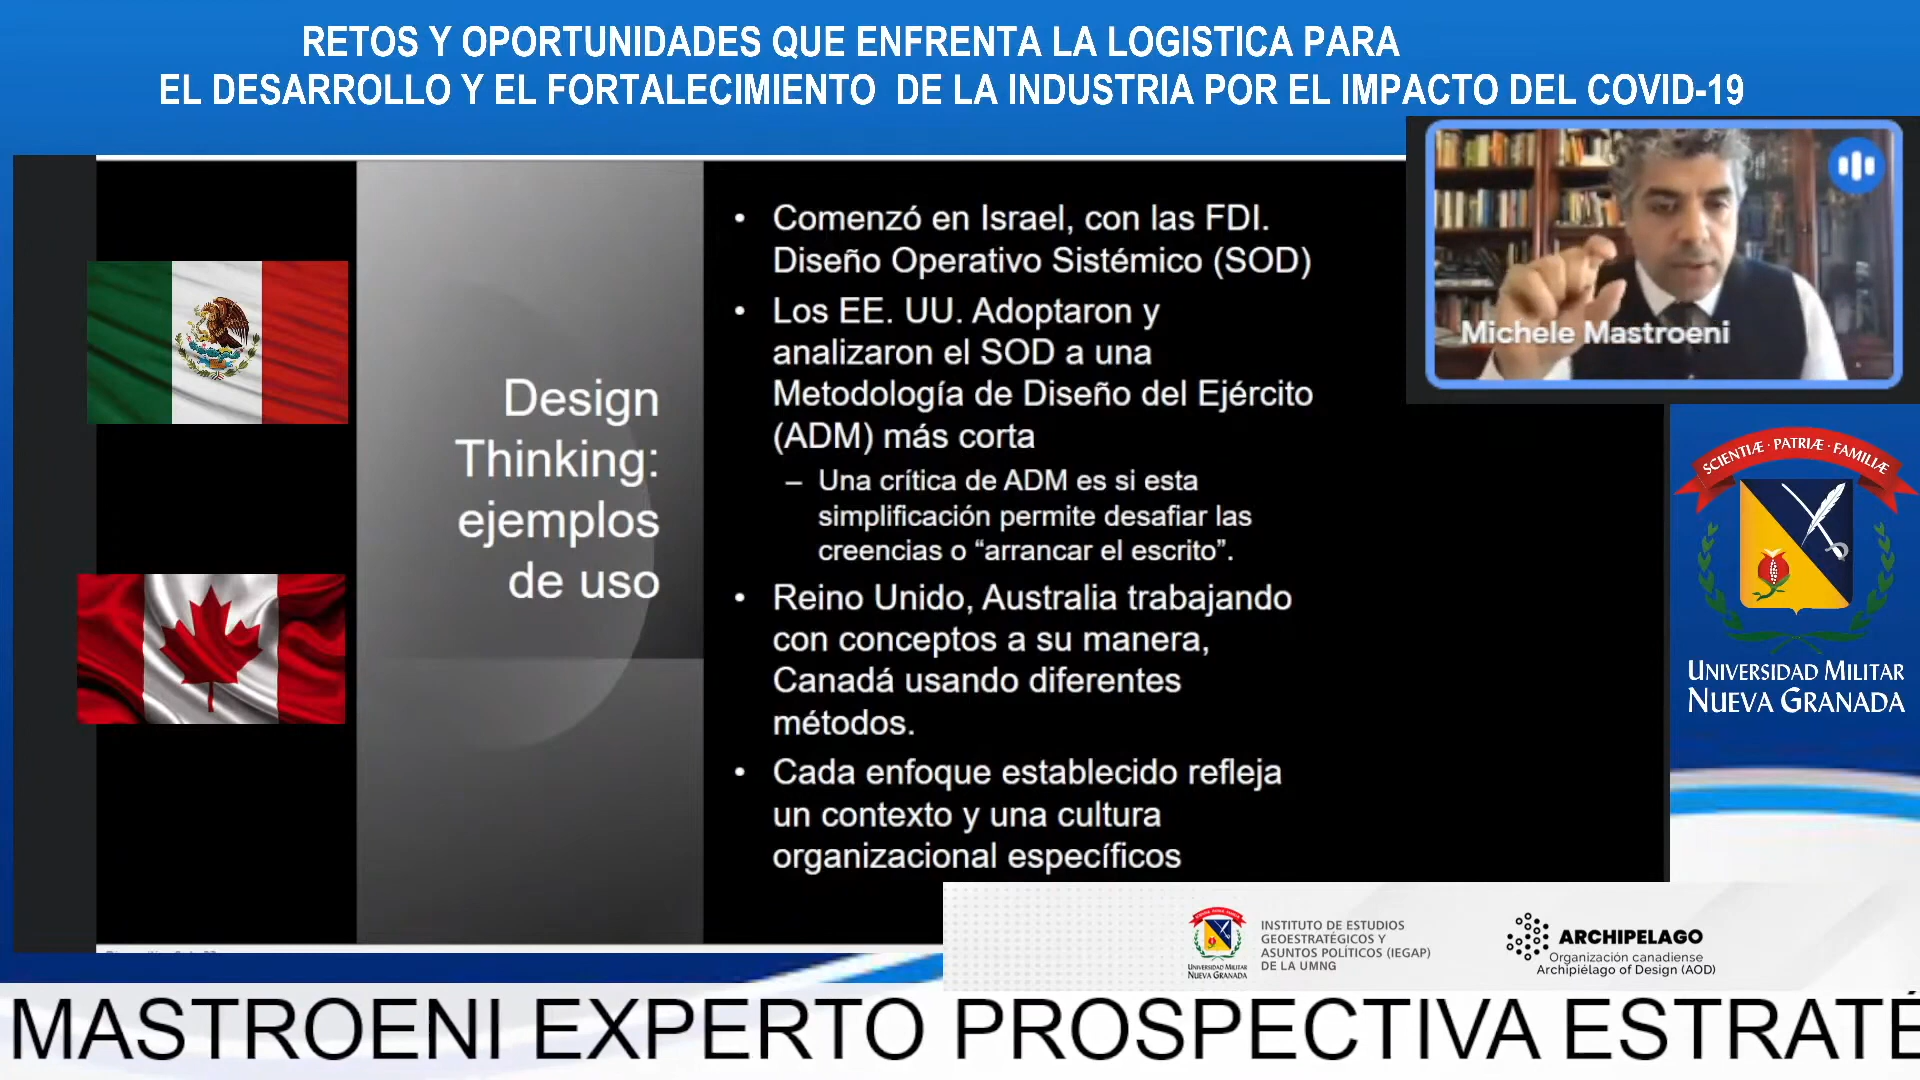 RETOS Y OPORTUNIDADES QUE ENFRENTA LA LOGISTICA PARA
EL DESARROLLO Y EL FORTALECIMIENTO DE LA INDUSTRIA POR EL IMPACTO DEL COVID-19
Michele Mastroeni
Design
Thinking:
ejemplos
de uso
• Comenzó en Israel, con las FDI.
Diseño Operativo Sistémico (SOD)
• Los EE. UU. Adoptaron y
analizaron el SOD a una
Metodología de Diseño del Ejército
(ADM) más corta
– Una crítica de ADM es si esta
simplificación permite desafiar las
creencias o “arrancar el escrito”.
• Reino Unido, Australia trabajando
con conceptos a su manera,
Canadá usando diferentes
métodos.
• Cada enfoque establecido refleja
un contexto y una cultura
organizacional específicos
SCIENTIÆ · PATRIÆ · FAMILIÆ
UNIVERSIDAD MILITAR
NUEVA GRANADA
UNIVERSIDAD MILITAR
NUEVA GRANADA
INSTITUTO DE ESTUDIOS
GEOESTRATÉGICOS Y
ASUNTOS POLÍTICOS (IEGAP)
DE LA UMNG
ARCHIPELAGO
Organización canadiense
Archipiélago of Design (AOD)
MASTROENI EXPERTO PROSPECTIVA ESTRATÉ